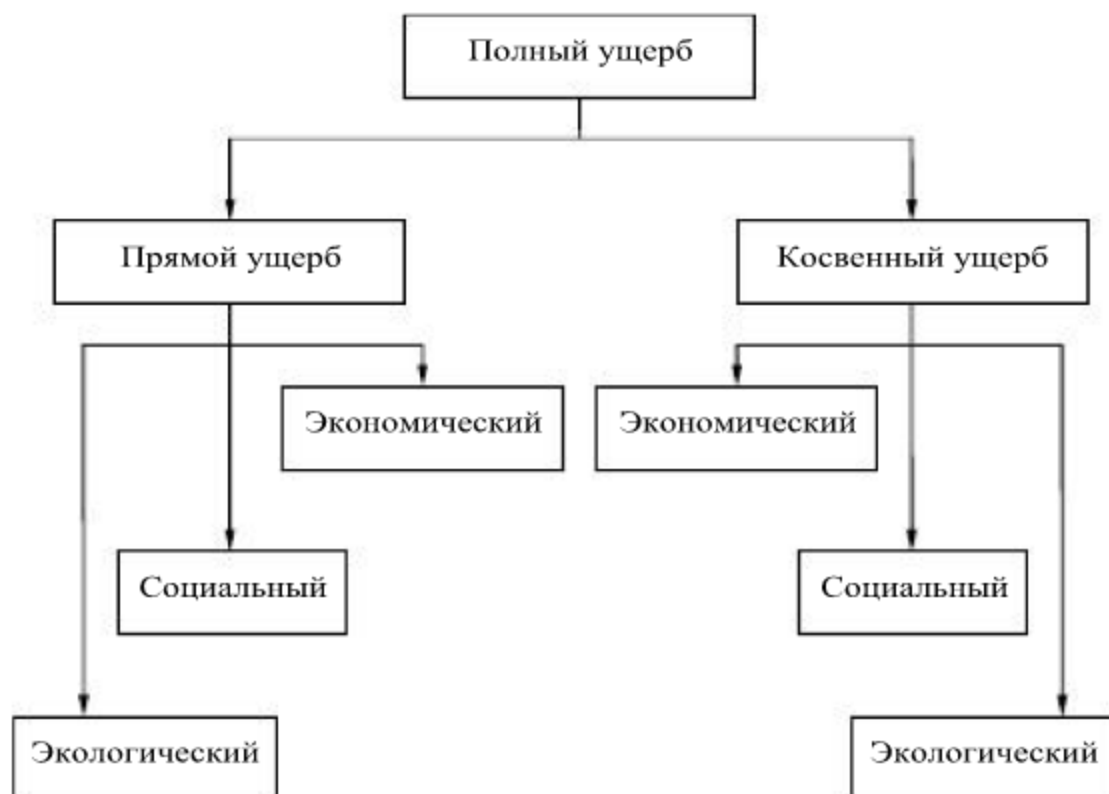 Полный ущерб
Прямой ущерб
Косвенный ущерб
Экономический
Экономический
Социальный
Социальный
Экологический
Экологический